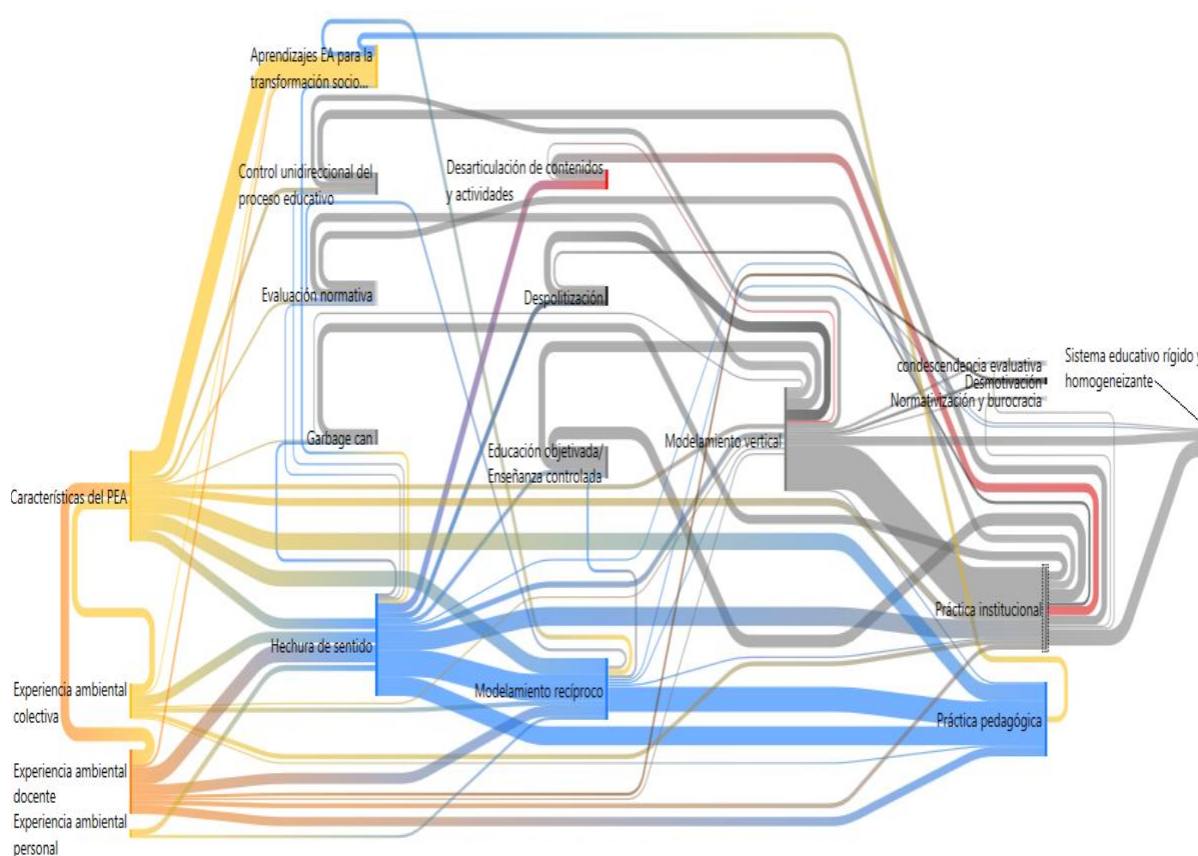 Aprendizajes EA para la
transformación socio...
Control unidireccional del
proceso educativo
Desarticulación de contenidos
y actividades
Evaluación normativa
Despolitización
condescendencia evaluativa
Desmotivación
Normativización y burocracia
Sistema educativo rígido y
homogeneizante
Garbage can
Educación objetivada/
Enseñanza controlada
Modelamiento vertical
Características del PEA
Práctica institucional
Hechura de sentido
Experiencia ambiental
colectiva
Modelamiento recíproco
Práctica pedagógica
Experiencia ambiental
docente
Experiencia ambiental
personal